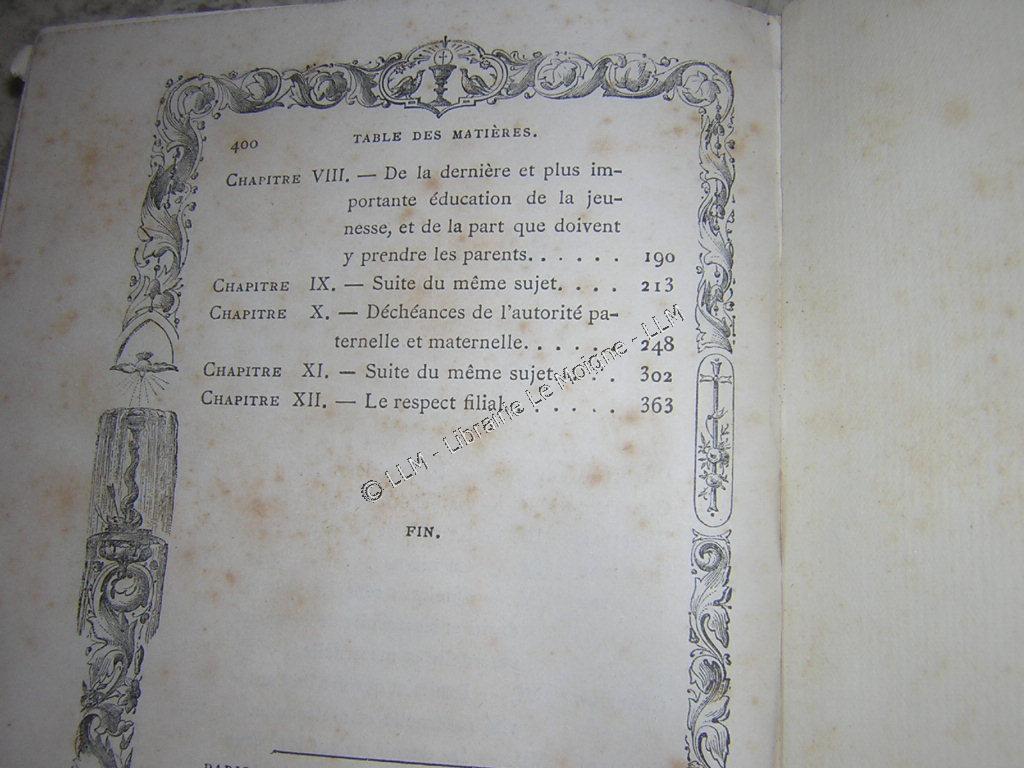 400 TABLE DES MATIÈRES.
CHAPITRE VIII. — De la dernière et plus im-
portante éducation de la jeu-
nesse, et de la part que doivent
y prendre les parents. . . . . . 190
CHAPITRE IX. — Suite du même sujet. . . . 213
CHAPITRE X. — Déchéances de l'autorité pa-
ternelle et maternelle. . . . . . 248
CHAPITRE XI. — Suite du même sujet. . . . 302
CHAPITRE XII. — Le respect filial. . . . . . 363
© LLM - Librairie Le Moigne - LLM
FIN.